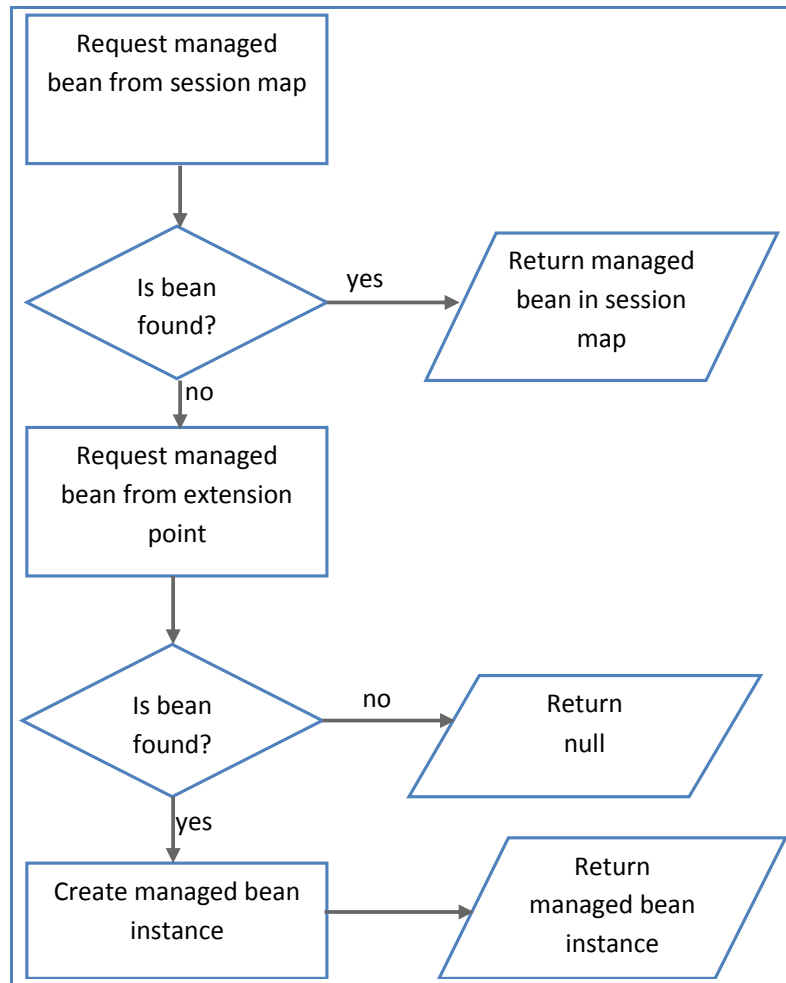 Request managed
bean from session map
Is bean
found?
yes
Return managed
bean in session
map
no
Request managed
bean from extension
point
Is bean
found?
no
Return
null
yes
Create managed bean
instance
Return
managed bean
instance